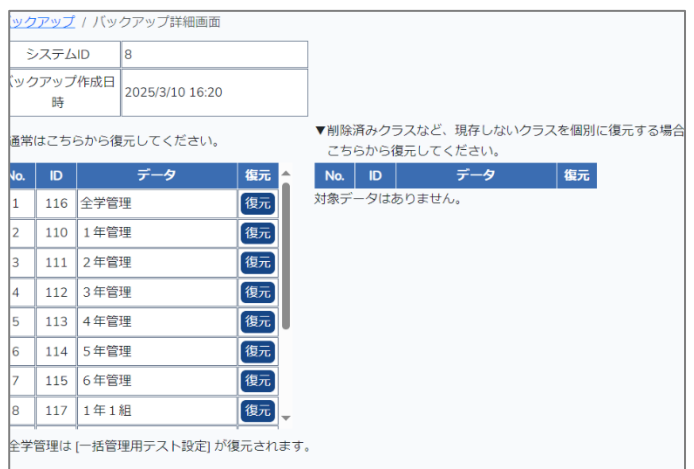 ックアップ / バックアップ詳細画面
システムID 8
バックアップ作成日時 2025/3/10 16:20
通常はこちらから復元してください。
No. ID データ 復元
1 116 全学管理 復元
2 110 1年管理 復元
3 111 2年管理 復元
4 112 3年管理 復元
5 113 4年管理 復元
6 114 5年管理 復元
7 115 6年管理 復元
8 117 1年1組 復元
全学管理は [一括管理用テスト設定] が復元されます。
▼削除済みクラスなど、現存しないクラスを個別に復元する場合
こちらから復元してください。
No. ID データ 復元
対象データはありません。